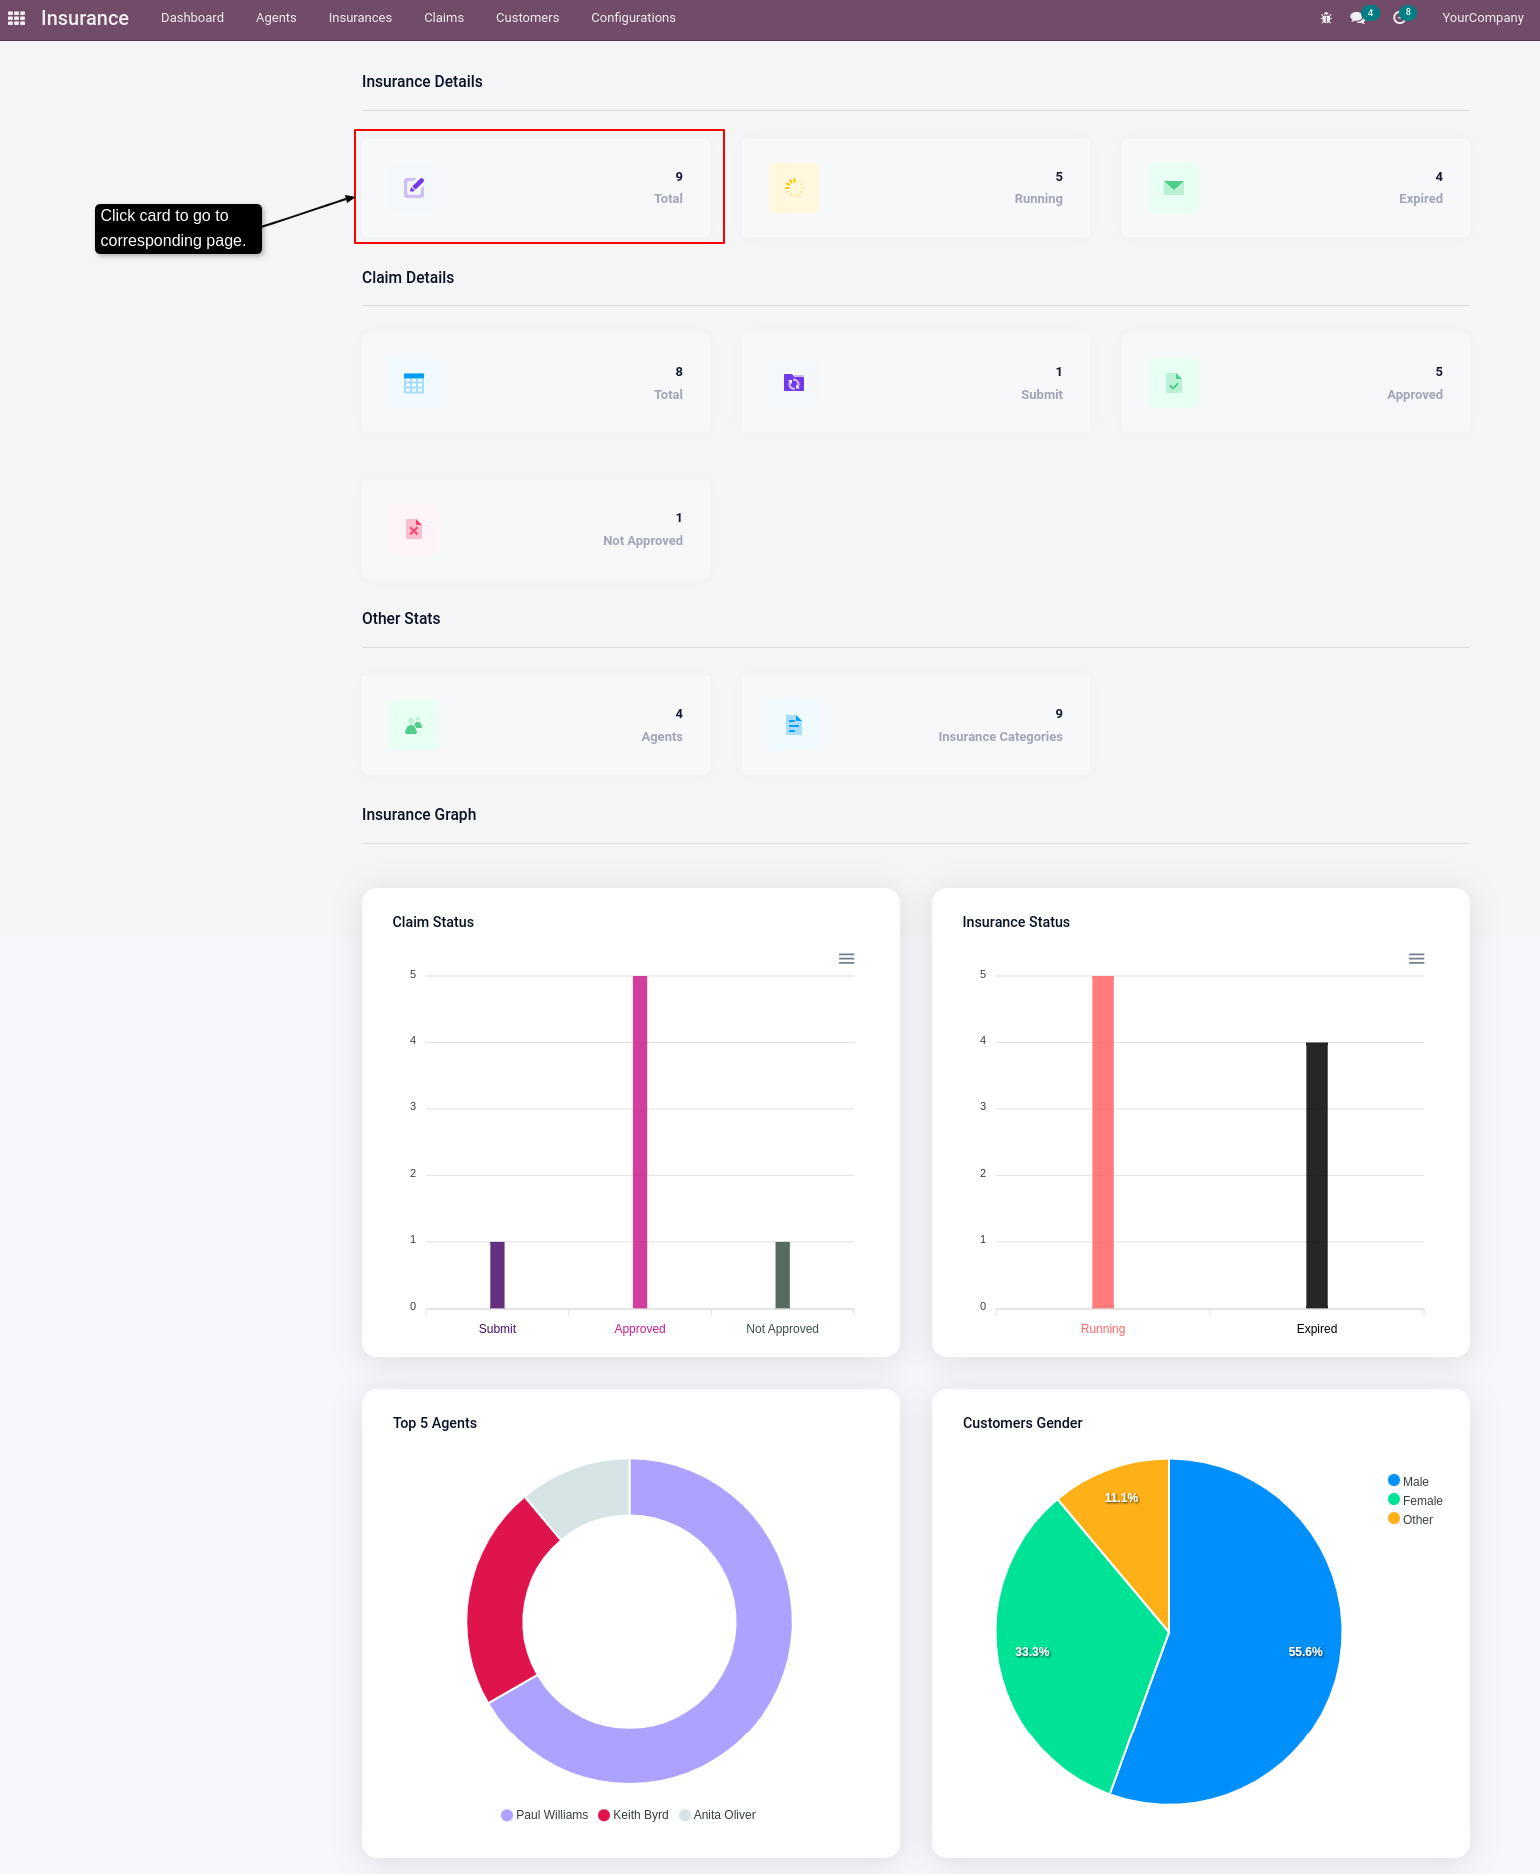 Insurance Dashboard Agents Insurances Claims Customers Configurations 4 8 YourCompany
Insurance Details
9
Total
5
Running
4
Expired
Click card to go to
corresponding page.
Claim Details
8
Total
1
Submit
5
Approved
1
Not Approved
Other Stats
4
Agents
9
Insurance Categories
Insurance Graph
Claim Status
5
4
3
2
1
0
Submit Approved Not Approved
Insurance Status
5
4
3
2
1
0
Running Expired
Top 5 Agents
Paul Williams Keith Byrd Anita Oliver
Customers Gender
11.1%
33.3%
55.6%
Male
Female
Other